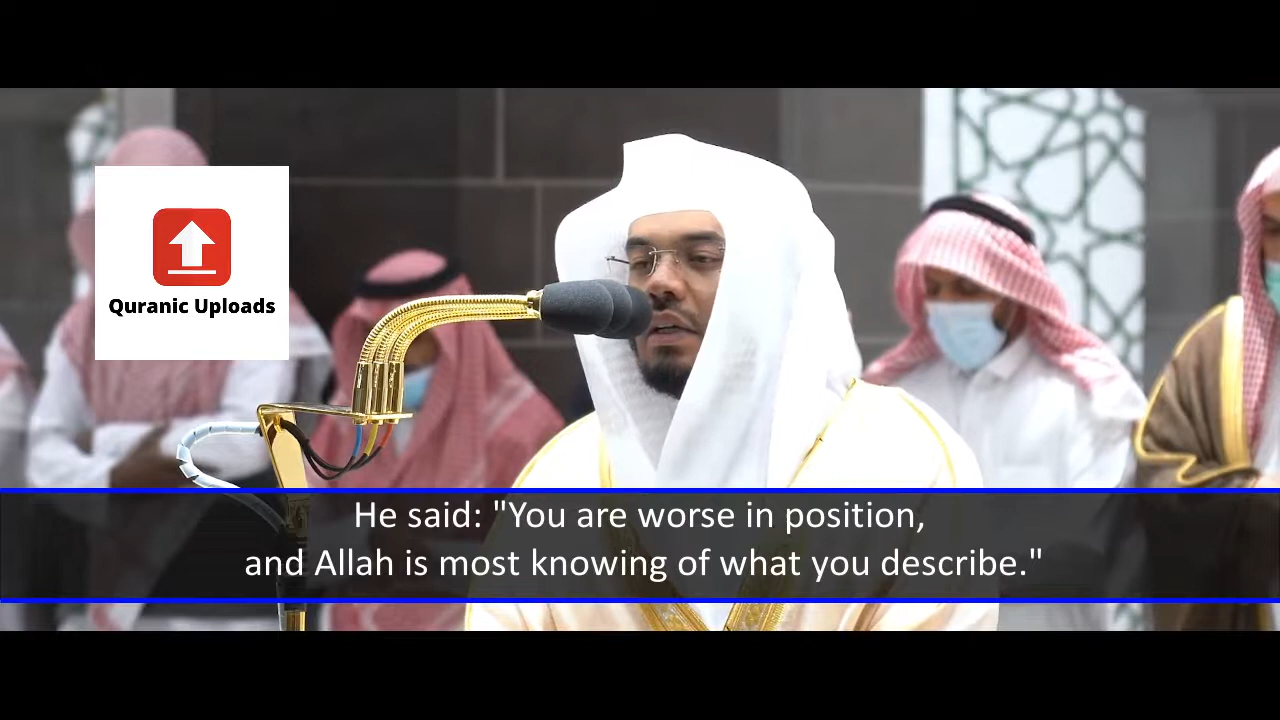 Quranic Uploads
He said: "You are worse in position,
and Allah is most knowing of what you describe."